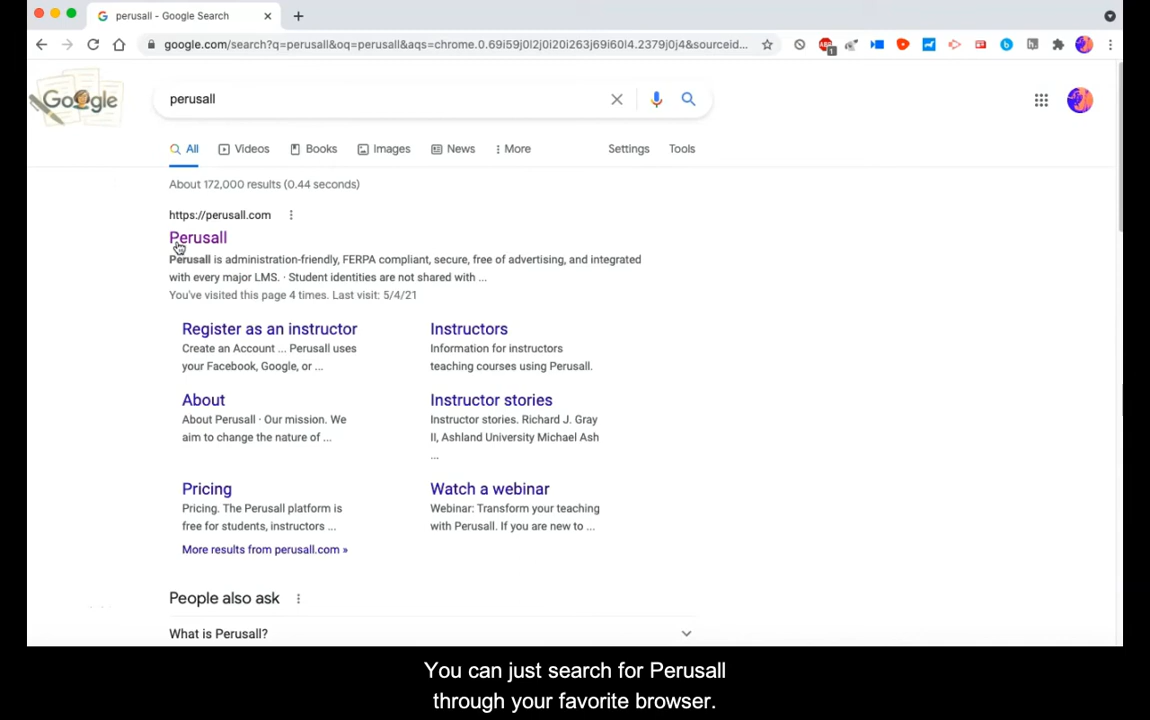 perusall - Google Search
google.com/search?q=perusall&oq=perusall&aqs=chrome.0.69i59j0l2j0i20i263j69i60l4.2379j0j4&sourceid...
Google
perusall
All
Videos
Books
Images
News
More
Settings
Tools
About 172,000 results (0.44 seconds)
https://perusall.com
Perusall
Perusall is administration-friendly, FERPA compliant, secure, free of advertising, and integrated
with every major LMS. · Student identities are not shared with ...
You've visited this page 4 times. Last visit: 5/4/21
Register as an instructor
Create an Account ... Perusall uses
your Facebook, Google, or ...
Instructors
Information for instructors
teaching courses using Perusall.
About
About Perusall · Our mission. We
aim to change the nature of ...
Instructor stories
Instructor stories. Richard J. Gray
II, Ashland University Michael Ash
...
Pricing
Pricing. The Perusall platform is
free for students, instructors ...
Watch a webinar
Webinar: Transform your teaching
with Perusall. If you are new to ...
More results from perusall.com »
People also ask
What is Perusall?
You can just search for Perusall
through your favorite browser.